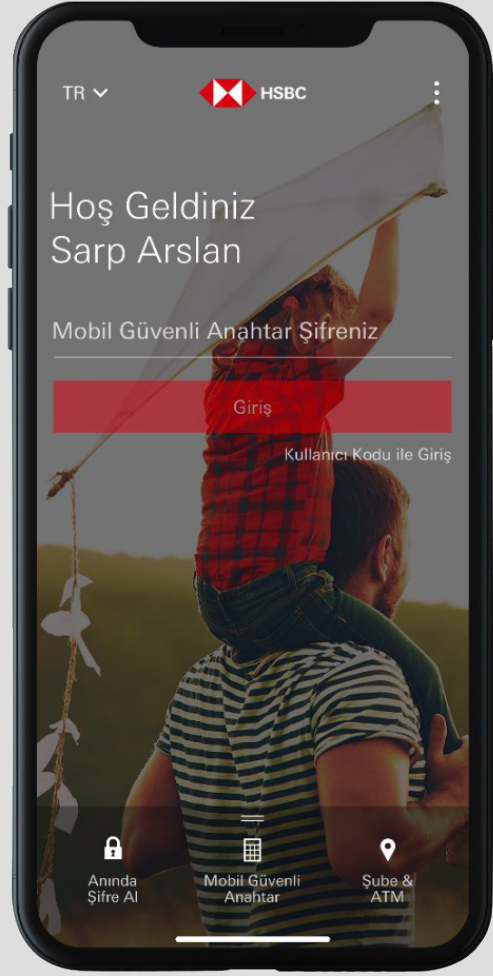 TR
HSBC
Hoş Geldiniz
Sarp Arslan
Mobil Güvenli Anahtar Şifreniz
Giriş
Kullanıcı Kodu ile Giriş
Anında
Şifre Al
Mobil Güvenli
Anahtar
Şube &
ATM